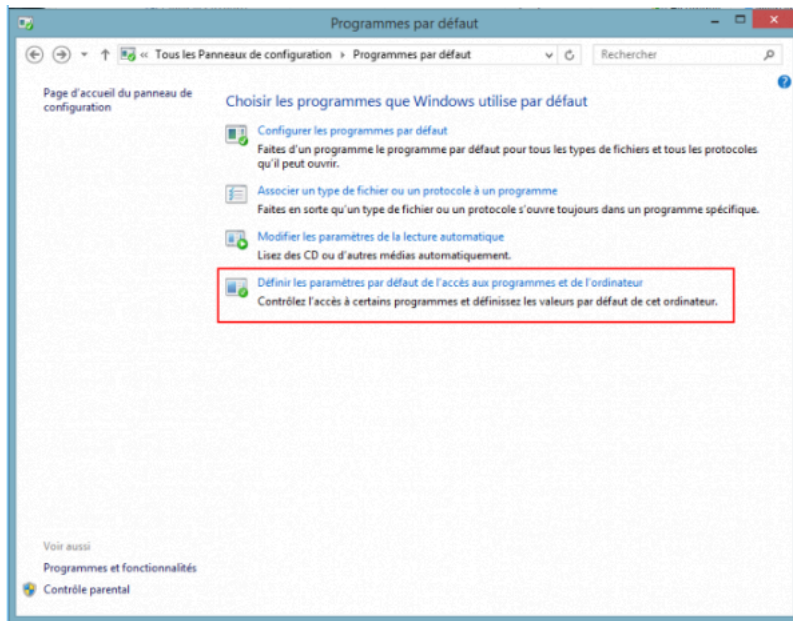 Programmes par défaut
« Tous les Panneaux de configuration Programmes par défaut
Rechercher
Page d'accueil du panneau de
configuration
Choisir les programmes que Windows utilise par défaut
Configurer les programmes par défaut
Faites d'un programme le programme par défaut pour tous les types de fichiers et tous les protocoles
qu'il peut ouvrir.
Associer un type de fichier ou un protocole à un programme
Faites en sorte qu'un type de fichier ou un protocole s'ouvre toujours dans un programme spécifique.
Modifier les paramètres de la lecture automatique
Lisez des CD ou d'autres médias automatiquement.
Définir les paramètres par défaut de l'accès aux programmes et de l'ordinateur
Contrôlez l'accès à certains programmes et définissez les valeurs par défaut de cet ordinateur.
Voir aussi
Programmes et fonctionnalités
Contrôle parental